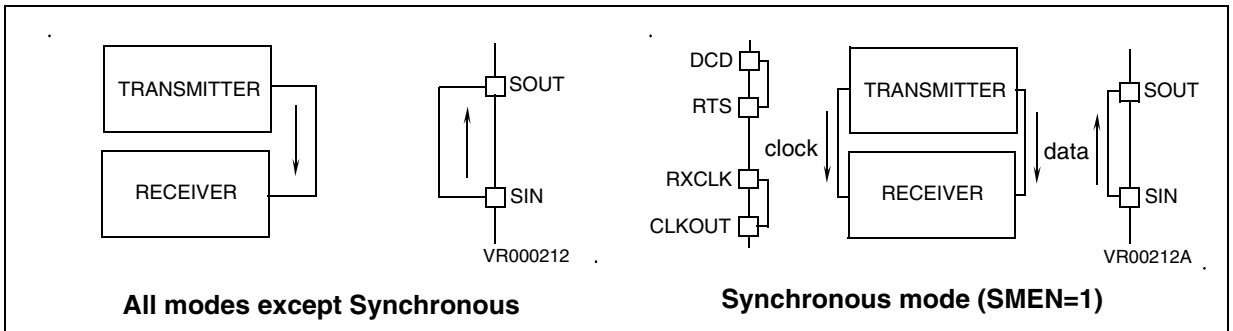 TRANSMITTER
RECEIVER
SOUT
SIN
VR000212
All modes except Synchronous
DCD
RTS
RXCLK
CLKOUT
clock
TRANSMITTER
RECEIVER
data
SOUT
SIN
VR00212A
Synchronous mode (SMEN=1)